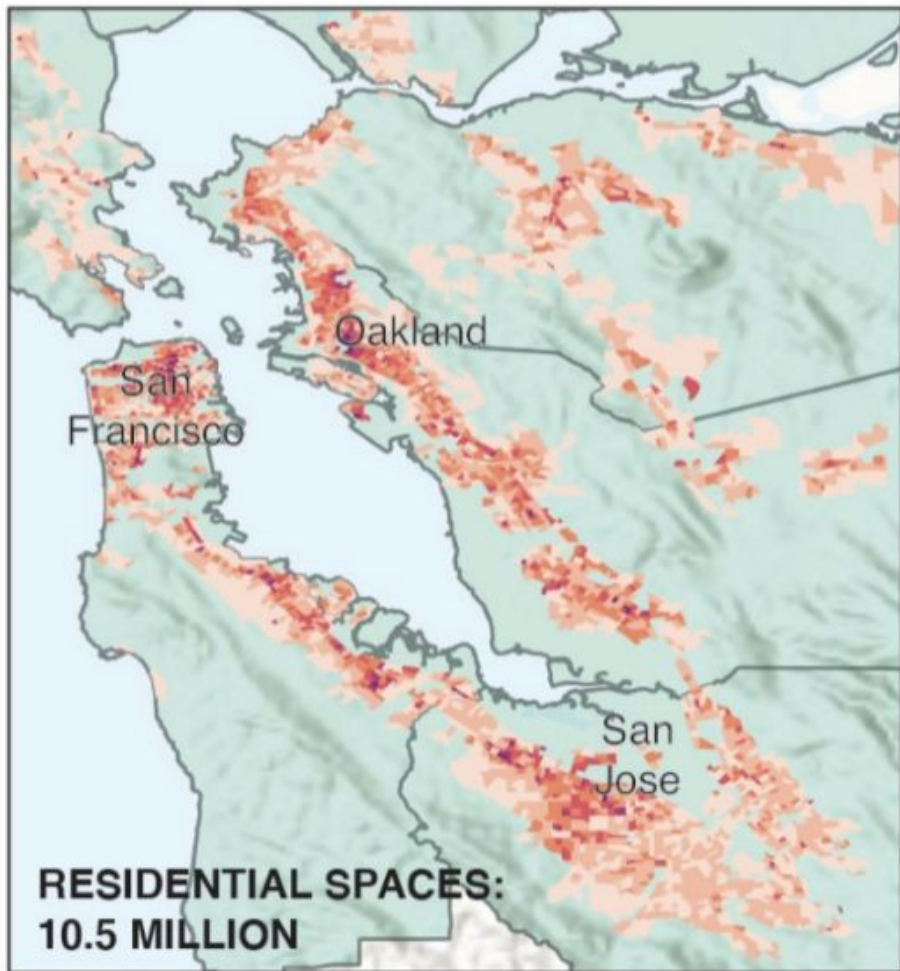 Oakland
San
Francisco
San
Jose
RESIDENTIAL SPACES:
10.5 MILLION